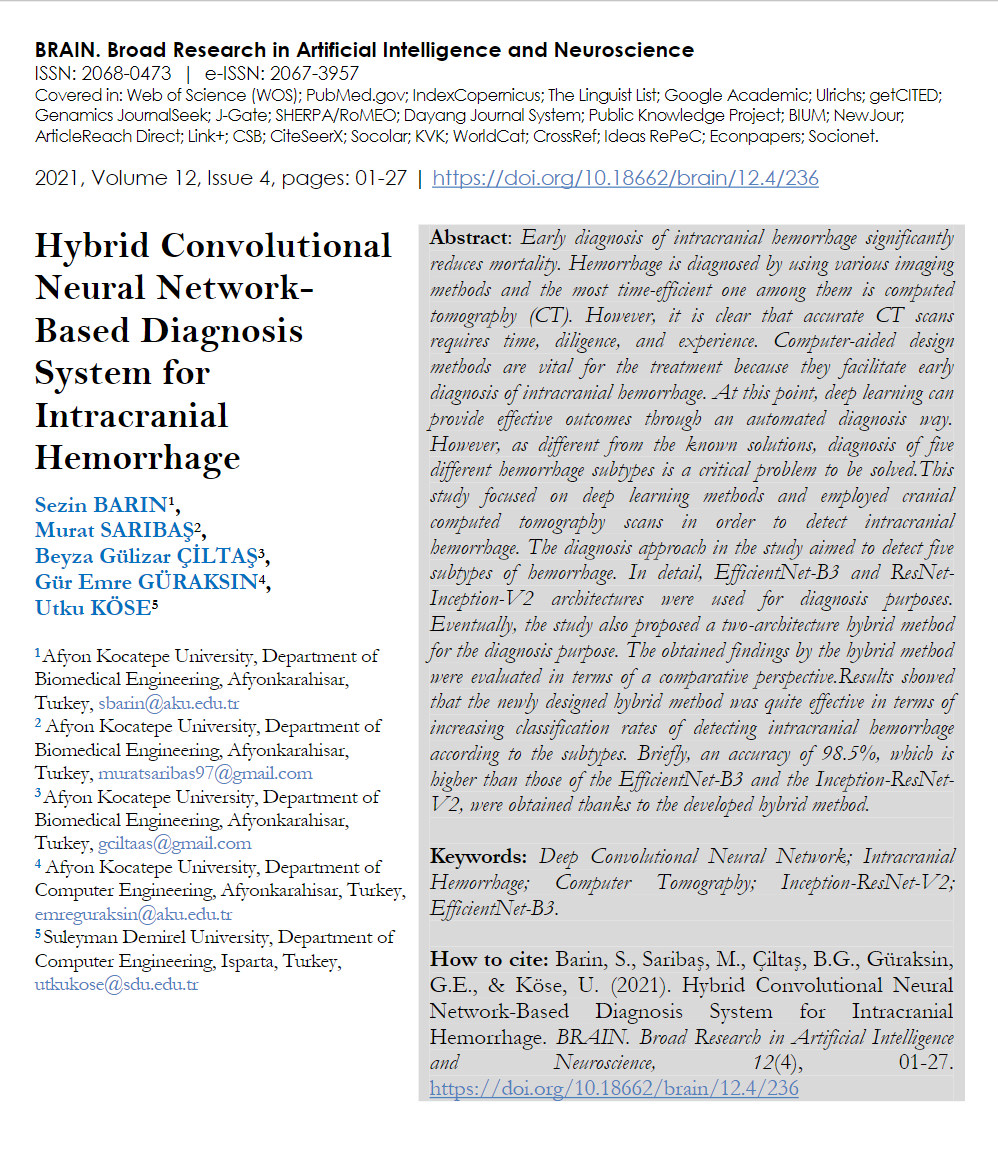 BRAIN. Broad Research in Artificial Intelligence and Neuroscience
ISSN: 2068-0473 | e-ISSN: 2067-3957
Covered in: Web of Science (WOS); PubMed.gov; IndexCopernicus; The Linguist List; Google Academic; Ulrichs; getCITED;
Genamics JournalSeek; J-Gate; SHERPA/RoMEO; Dayang Journal System; Public Knowledge Project; BIUM; NewJour;
ArticleReach Direct; Link+; CSB; CiteSeerX; Socolar; KVK; WorldCat; CrossRef; Ideas RePeC; Econpapers; Socionet.
2021, Volume 12, Issue 4, pages: 01-27 | https://doi.org/10.18662/brain/12.4/236
Hybrid Convolutional
Neural Network-
Based Diagnosis
System for
Intracranial
Hemorrhage
Sezin BARIN¹,
Murat SARIBAŞ²,
Beyza Gülizar ÇİLTAŞ³,
Gür Emre GÜRAKSIN⁴,
Utku KÖSE⁵
¹ Afyon Kocatepe University, Department of
Biomedical Engineering, Afyonkarahisar,
Turkey, sbarin@aku.edu.tr
² Afyon Kocatepe University, Department of
Biomedical Engineering, Afyonkarahisar,
Turkey, muratsaribas97@gmail.com
³ Afyon Kocatepe University, Department of
Biomedical Engineering, Afyonkarahisar,
Turkey, gciltaas@gmail.com
⁴ Afyon Kocatepe University, Department of
Computer Engineering, Afyonkarahisar, Turkey,
emreguraksin@aku.edu.tr
⁵ Suleyman Demirel University, Department of
Computer Engineering, Isparta, Turkey,
utkukose@sdu.edu.tr
Abstract: Early diagnosis of intracranial hemorrhage significantly
reduces mortality. Hemorrhage is diagnosed by using various imaging
methods and the most time-efficient one among them is computed
tomography (CT). However, it is clear that accurate CT scans
requires time, diligence, and experience. Computer-aided design
methods are vital for the treatment because they facilitate early
diagnosis of intracranial hemorrhage. At this point, deep learning can
provide effective outcomes through an automated diagnosis way.
However, as different from the known solutions, diagnosis of five
different hemorrhage subtypes is a critical problem to be solved.This
study focused on deep learning methods and employed cranial
computed tomography scans in order to detect intracranial
hemorrhage. The diagnosis approach in the study aimed to detect five
subtypes of hemorrhage. In detail, EfficientNet-B3 and ResNet-
Inception-V2 architectures were used for diagnosis purposes.
Eventually, the study also proposed a two-architecture hybrid method
for the diagnosis purpose. The obtained findings by the hybrid method
were evaluated in terms of a comparative perspective.Results showed
that the newly designed hybrid method was quite effective in terms of
increasing classification rates of detecting intracranial hemorrhage
according to the subtypes. Briefly, an accuracy of 98.5%, which is
higher than those of the EfficientNet-B3 and the Inception-ResNet-
V2, were obtained thanks to the developed hybrid method.
Keywords: Deep Convolutional Neural Network; Intracranial
Hemorrhage; Computer Tomography; Inception-ResNet-V2;
EfficientNet-B3.
How to cite: Barin, S., Saribaş, M., Çiltaş, B.G., Güraksin,
G.E., & Köse, U. (2021). Hybrid Convolutional Neural
Network-Based Diagnosis System for Intracranial
Hemorrhage. BRAIN. Broad Research in Artificial Intelligence
and Neuroscience, 12(4), 01-27.
https://doi.org/10.18662/brain/12.4/236